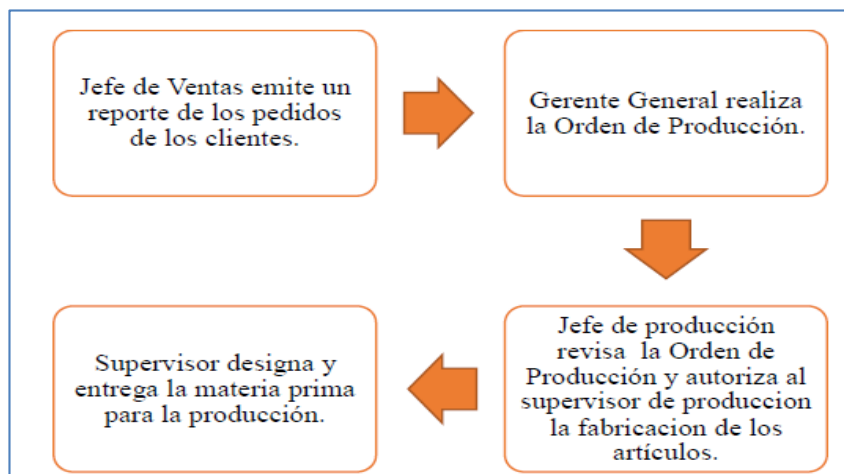 Jefe de Ventas emite un
reporte de los pedidos
de los clientes.
Gerente General realiza
la Orden de Producción.
Jefe de producción
revisa la Orden de
Producción y autoriza al
supervisor de produccion
la fabricacion de los
artículos.
Supervisor designa y
entrega la materia prima
para la producción.